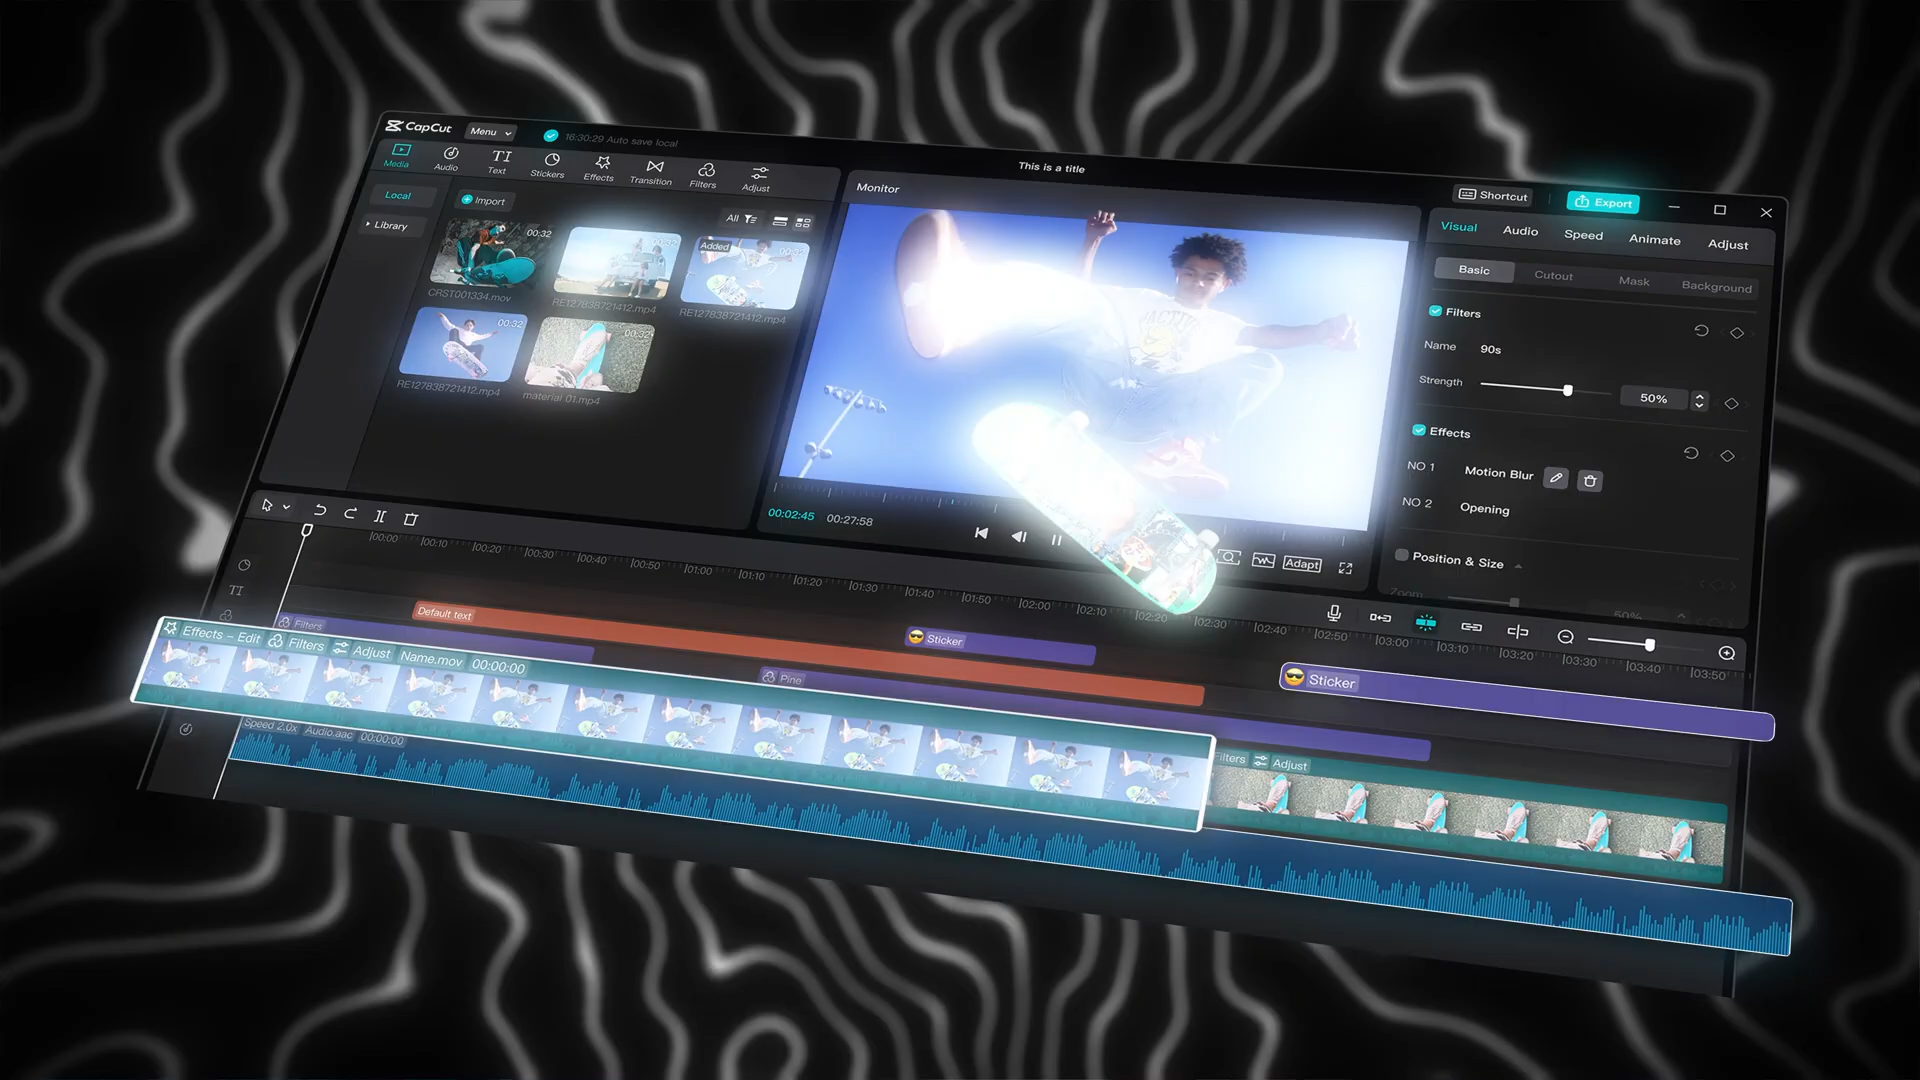 CapCut Menu 16:30:29 Auto save local
This is a title
Shortcut Export
Media Audio Text Stickers Effects Transition Filters Adjust
Local
Library
Import
All
00:32
CRST001334.mov
00:32
RE127838721412.mp4
Added 00:32
RE127838721412.mp4
00:32
RE127838721412.mp4
00:32
material 01.mp4
Monitor
00:02:45 00:27:58
Adapt
Visual Audio Speed Animate Adjust
Basic Cutout Mask Background
Filters
Name 90s
Strength 50%
Effects
NO 1 Motion Blur
NO 2 Opening
Position & Size
Zoom 50%
00:00 00:10 00:20 00:30 00:40 00:50 01:00 01:10 01:20 01:30 01:40 01:50 02:00 02:10 02:20 02:30 02:40 02:50 03:00 03:10 03:20 03:30 03:40 03:50
TI
Default text
Sticker
Sticker
Filters
Pine
Effects – Edit Filters Adjust Name.mov 00:00:00
Filters Adjust
Speed 2.0x Audio.aac 00:00:00